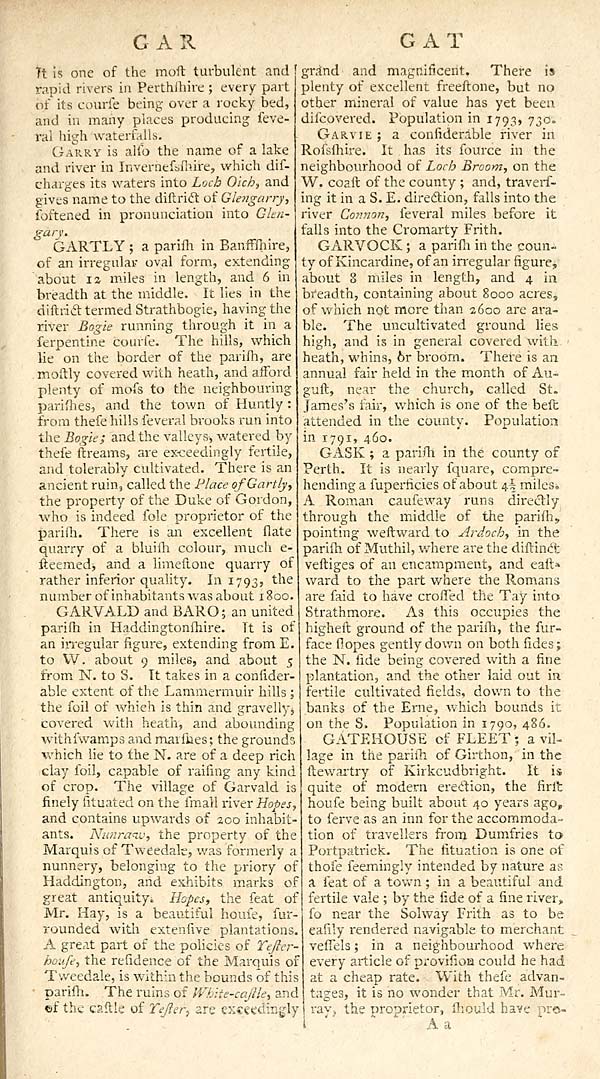 GAR
GAT
It is one of the moſt turbulent and
rapid rivers in Perthſhire; every part
of its courſe being over a rocky bed,
and in many places producing ſeve-
ral high waterfalls.
GARRY is alſo the name of a lake
and river in Inverneſsſhire, which diſ-
charges its waters into Loch Oich, and
gives name to the diſtrict of Glengarry,
ſoftened in pronunciation into Glen-
gary.
GARTLY; a pariſh in Banffſhire,
of an irregular oval form, extending
about 12 miles in length, and 6 in
breadth at the middle. It lies in the
diſtrict termed Strathbogie, having the
river Bogie running through it in a
ſerpentine courſe. The hills, which
lie on the border of the pariſh, are
moſtly covered with heath, and afford
plenty of moſs to the neighbouring
pariſhes, and the town of Huntly:
from theſe hills ſeveral brooks run into
the Bogie; and the valleys, watered by
theſe ſtreams, are exceedingly fertile,
and tolerably cultivated. There is an
ancient ruin, called the Place of Gartly,
the property of the Duke of Gordon,
who is indeed ſole proprietor of the
pariſh. There is an excellent ſlate
quarry of a bluiſh colour, much e-
ſteemed, and a limeſtone quarry of
rather inferior quality. In 1793, the
number of inhabitants was about 1800.
GARVALD and BARO; an united
pariſh in Haddingtonſhire. It is of
an irregular figure, extending from E.
to W. about 9 miles, and about 5
from N. to S. It takes in a conſider-
able extent of the Lammermuir hills;
the ſoil of which is thin and gravelly,
covered with heath, and abounding
with ſwamps and marſhes; the grounds
which lie to the N. are of a deep rich
clay ſoil, capable of raiſing any kind
of crop. The village of Garvald is
finely ſituated on the ſmall river Hopes,
and contains upwards of 200 inhabit-
ants. Nunraw, the property of the
Marquis of Tweedale, was formerly a
nunnery, belonging to the priory of
Haddington, and exhibits marks of
great antiquity. Hopes, the ſeat of
Mr. Hay, is a beautiful houſe, ſur-
rounded with extenſive plantations.
A great part of the policies of Yeſter-
houſe, the reſidence of the Marquis of
Tweedale, is within the bounds of this
pariſh. The ruins of White-caſtle, and
of the caſtle of Yeſter, are exceedingly
grand and magnificent. There is
plenty of excellent freeſtone, but no
other mineral of value has yet been
diſcovered. Population in 1793, 730.
GARVIE; a conſiderable river in
Roſsſhire. It has its ſource in the
neighbourhood of Loch Broom, on the
W. coaſt of the county; and, traverſ-
ing it in a S. E. direction, falls into the
river Connon, ſeveral miles before it
falls into the Cromarty Frith.
GARVOCK; a pariſh in the coun-
ty of Kincardine, of an irregular figure,
about 8 miles in length, and 4 in
breadth, containing about 8000 acres,
of which not more than 2600 are ara-
ble. The uncultivated ground lies
high, and is in general covered with
heath, whins, or broom. There is an
annual fair held in the month of Au-
guſt, near the church, called St.
James's fair, which is one of the beſt
attended in the county. Population
in 1791, 460.
GASK; a pariſh in the county of
Perth. It is nearly ſquare, compre-
hending a ſuperficies of about 4½ miles.
A Roman cauſeway runs directly
through the middle of the pariſh,
pointing weſtward to Ardoch, in the
pariſh of Muthil, where are the diſtinct
veſtiges of an encampment, and eaſt-
ward to the part where the Romans
are ſaid to have croſſed the Tay into
Strathmore. As this occupies the
higheſt ground of the pariſh, the ſur-
face ſlopes gently down on both ſides;
the N. ſide being covered with a fine
plantation, and the other laid out in
fertile cultivated fields, down to the
banks of the Erne, which bounds it
on the S. Population in 1790, 486.
GATEHOUSE of FLEET; a vil-
lage in the pariſh of Girthon, in the
ſtewartry of Kirkcudbright. It is
quite of modern erection, the firſt
houſe being built about 40 years ago,
to ſerve as an inn for the accommoda-
tion of travellers from Dumfries to
Portpatrick. The ſituation is one of
thoſe ſeemingly intended by nature as
a ſeat of a town; in a beautiful and
fertile vale; by the ſide of a fine river,
ſo near the Solway Frith as to be
eaſily rendered navigable to merchant
veſſels; in a neighbourhood where
every article of proviſion could he had
at a cheap rate. With theſe advan-
tages, it is no wonder that Mr. Mur-
ray, the proprietor, ſhould have pro-
A a